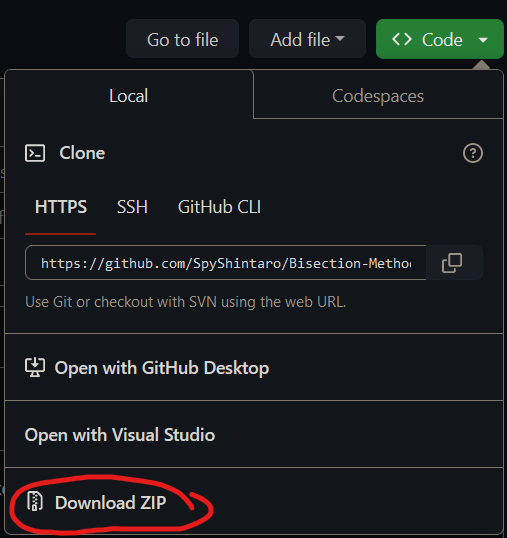 Go to file Add file Code
Local Codespaces
Clone
HTTPS SSH GitHub CLI
https://github.com/SpyShintaro/Bisection-Metho
Use Git or checkout with SVN using the web URL.
Open with GitHub Desktop
Open with Visual Studio
Download ZIP